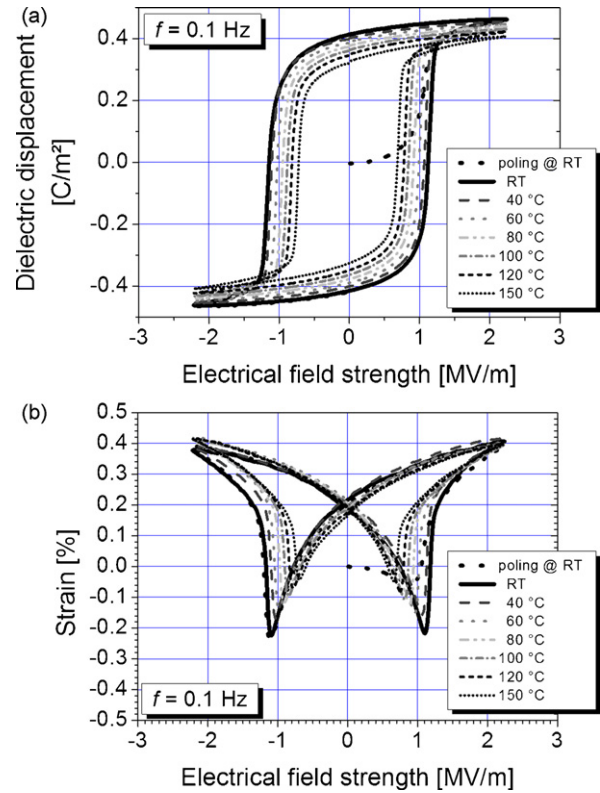 (a)
f = 0.1 Hz
Dielectric displacement
[C/m²]
0.4
0.2
0.0
-0.2
-0.4
poling @ RT
RT
40 °C
60 °C
80 °C
100 °C
120 °C
150 °C
-3 -2 -1 0 1 2 3
Electrical field strength [MV/m]
(b)
Strain [%]
0.5
0.4
0.3
0.2
0.1
0.0
-0.1
-0.2
0.3
0.4
0.5
poling @ RT
RT
40 °C
60 °C
80 °C
100 °C
120 °C
150 °C
f = 0.1 Hz
-3 -2 -1 0 1 2 3
Electrical field strength [MV/m]